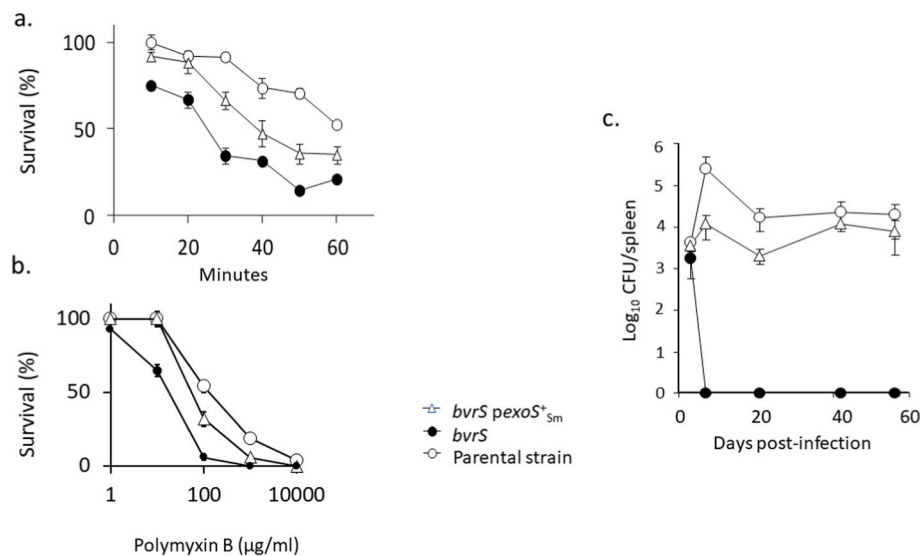 a.
100
50
0
Survival (%)
0 20 40 60
Minutes
b.
100
50
0
Survival (%)
1 100 10000
Polymyxin B (µg/ml)
bvrS pexoS⁺Sm
bvrS
Parental strain
c.
6
5
4
3
2
1
0
Log₁₀ CFU/spleen
0 20 40 60
Days post-infection